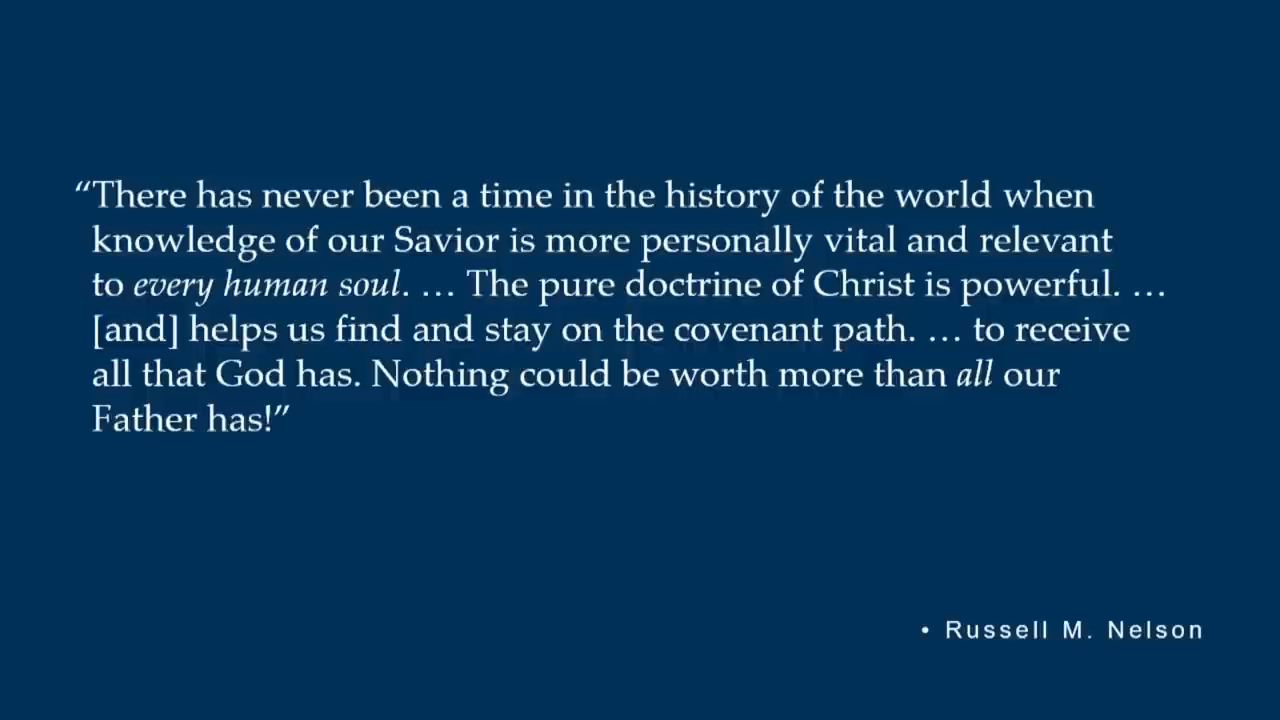 “There has never been a time in the history of the world when
knowledge of our Savior is more personally vital and relevant
to every human soul. … The pure doctrine of Christ is powerful. …
[and] helps us find and stay on the covenant path. … to receive
all that God has. Nothing could be worth more than all our
Father has!”
• Russell M. Nelson